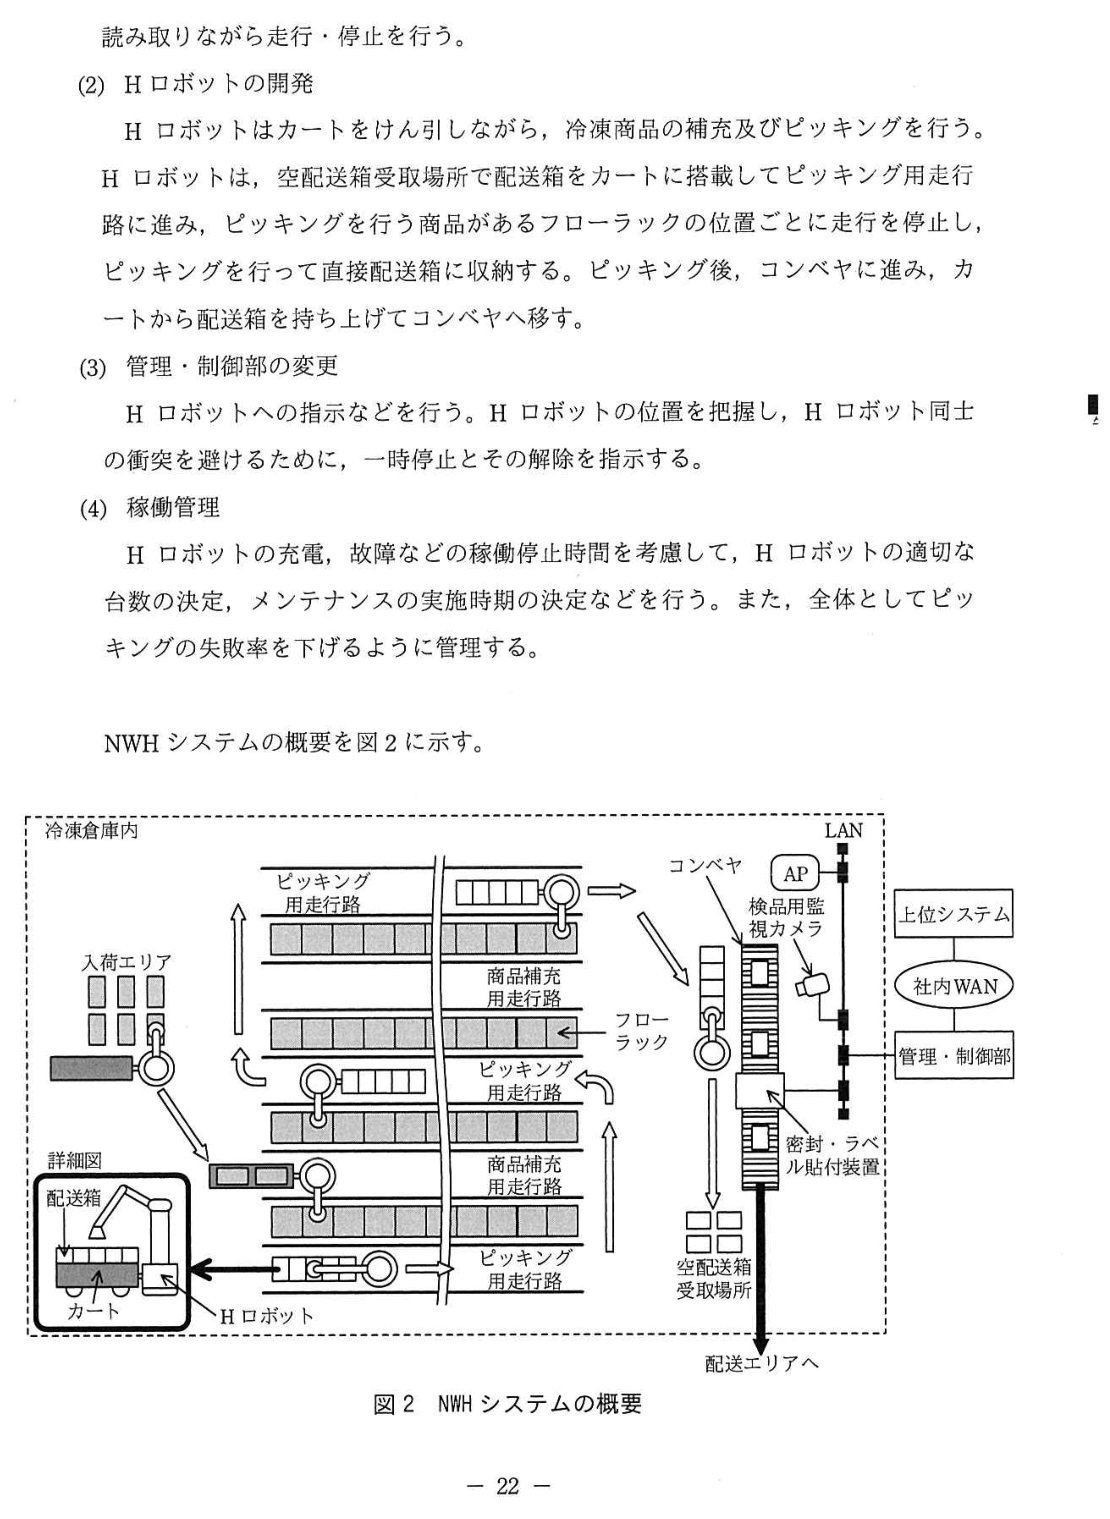 読み取りながら走行・停止を行う。
(2) Hロボットの開発
H ロボットはカートをけん引しながら，冷凍商品の補充及びピッキングを行う。
H ロボットは，空配送箱受取場所で配送箱をカートに搭載してピッキング用走行
路に進み，ピッキングを行う商品があるフローラックの位置ごとに走行を停止し，
ピッキングを行って直接配送箱に収納する。ピッキング後，コンベヤに進み，カ
ートから配送箱を持ち上げてコンベヤへ移す。
(3) 管理・制御部の変更
H ロボットへの指示などを行う。H ロボットの位置を把握し，H ロボット同士
の衝突を避けるために，一時停止とその解除を指示する。
(4) 稼働管理
H ロボットの充電，故障などの稼働停止時間を考慮して，H ロボットの適切な
台数の決定，メンテナンスの実施時期の決定などを行う。また，全体としてピッ
キングの失敗率を下げるように管理する。
NWH システムの概要を図 2 に示す。
冷凍倉庫内
LAN
コンベヤ
AP
ピッキング
用走行路
検品用監
視カメラ
上位システム
入荷エリア
商品補充
用走行路
社内WAN
フロー
ラック
管理・制御部
ピッキング
用走行路
密封・ラベ
ル貼付装置
詳細図
商品補充
用走行路
配送箱
ピッキング
用走行路
空配送箱
受取場所
カート
Hロボット
配送エリアへ
図 2　NWH システムの概要
－ 22 －